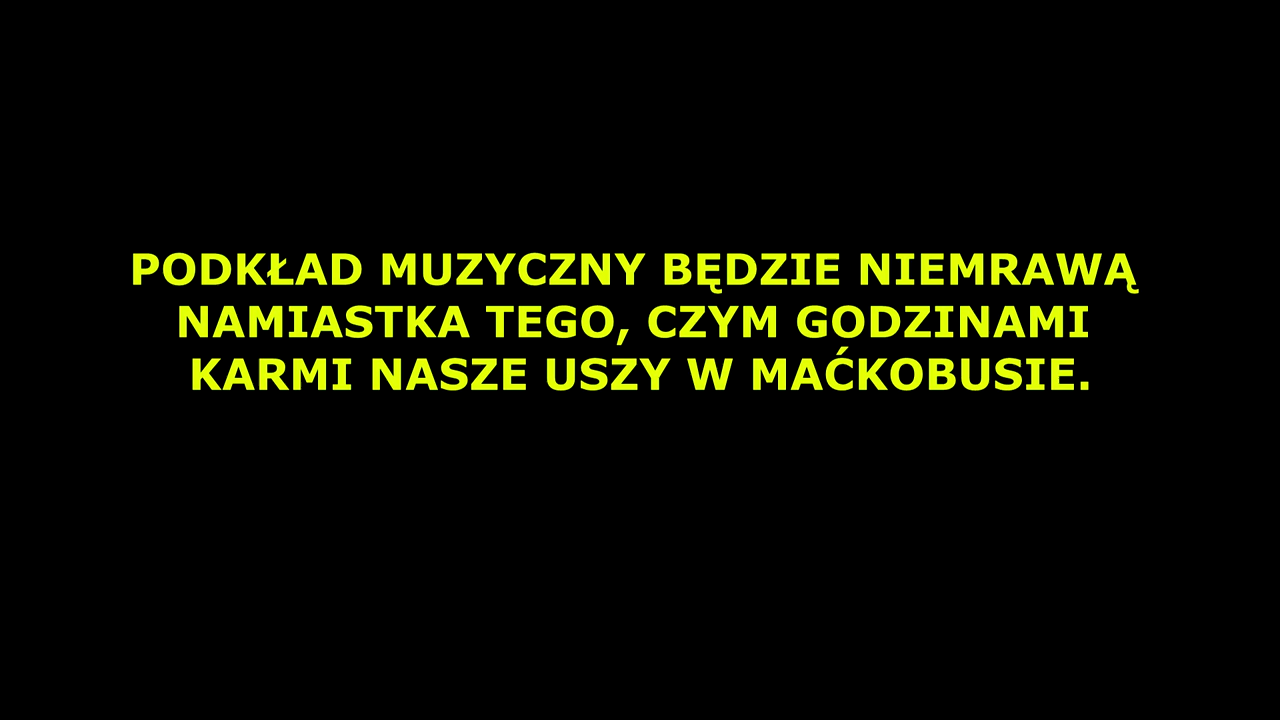 PODKŁAD MUZYCZNY BĘDZIE NIEMRAWĄ
NAMIASTKA TEGO, CZYM GODZINAMI
KARMI NASZE USZY W MAĆKOBUSIE.